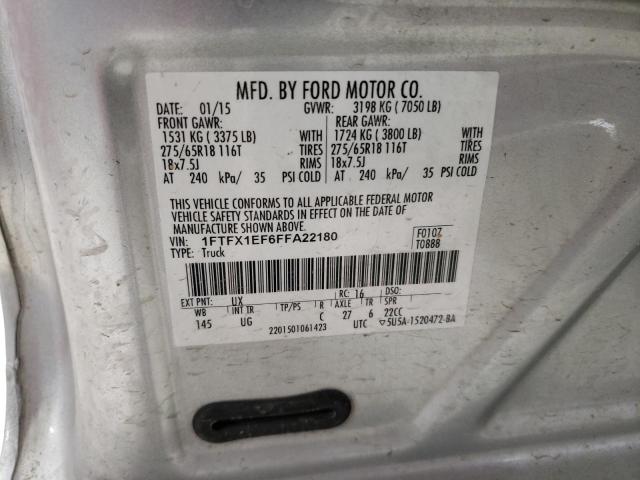 MFD. BY FORD MOTOR CO.
DATE: 01/15 GVWR: 3198 KG ( 7050 LB)
FRONT GAWR: REAR GAWR:
1531 KG ( 3375 LB) WITH 1724 KG ( 3800 LB) WITH
275/65R18 116T TIRES 275/65R18 116T TIRES
18x7.5J RIMS 18x7.5J RIMS
AT 240 kPa/ 35 PSI COLD AT 240 kPa/ 35 PSI COLD
THIS VEHICLE CONFORMS TO ALL APPLICABLE FEDERAL MOTOR
VEHICLE SAFETY STANDARDS IN EFFECT ON THE DATE OF
MANUFACTURE SHOWN ABOVE.
VIN: 1FTFX1EF6FFA22180 F0107
TYPE: Truck T0888
EXT PNT: UX RC: 16 DSO:
WB INT TR TP/PS R AXLE TR SPR
145 UG C 27 6 22CC
2201501061423 UTC ▽5U5A-1520472-BA